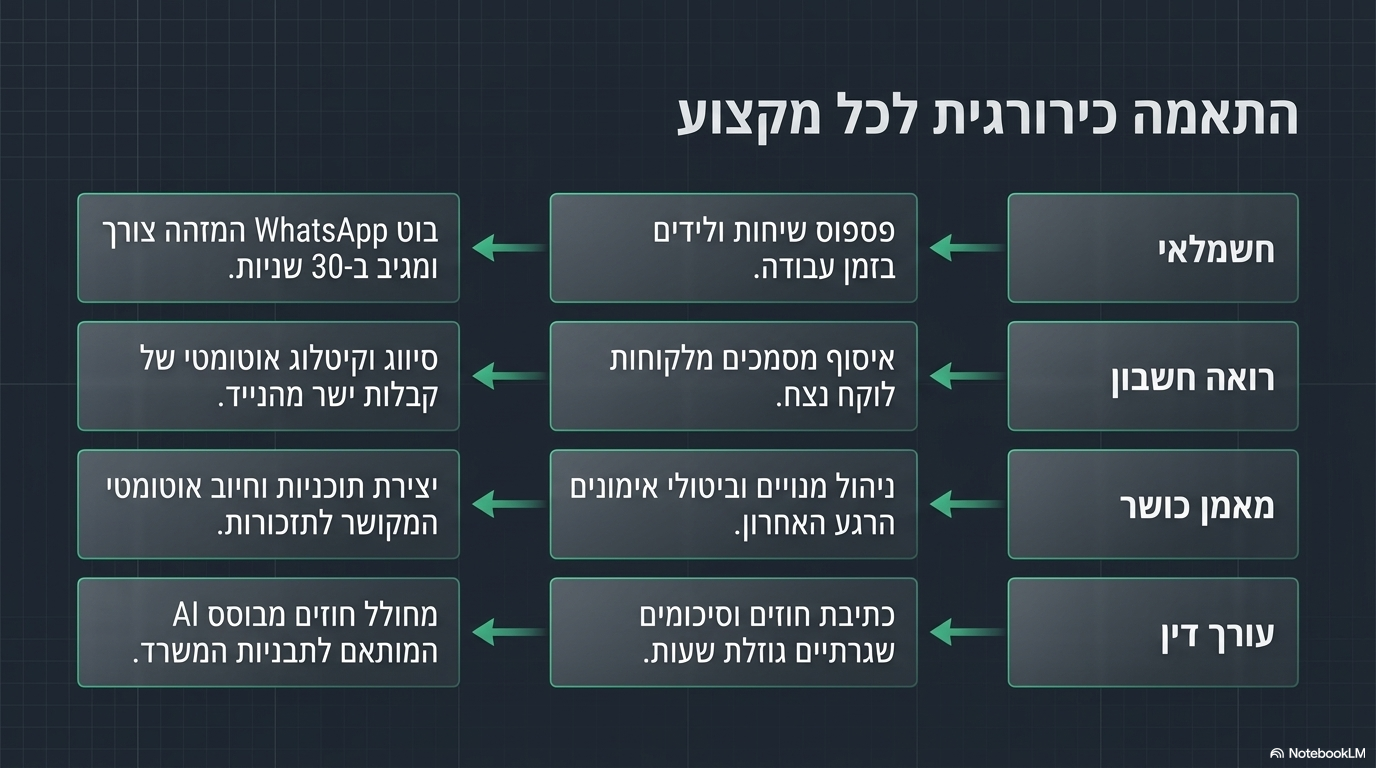 התאמה כירורגית לכל מקצוע
חשמלאי
פספוס שיחות ולידים
בזמן עבודה.
בוט WhatsApp המזהה צורך
ומגיב ב-30 שניות.
רואה חשבון
איסוף מסמכים מלקוחות
לוקח נצח.
סיווג וקיטלוג אוטומטי של
קבלות ישר מהנייד.
מאמן כושר
ניהול מנויים וביטולי אימונים
הרגע האחרון.
יצירת תוכניות וחיוב אוטומטי
המקושר לתזכורות.
עורך דין
כתיבת חוזים וסיכומים
שגרתיים גוזלת שעות.
מחולל חוזים מבוסס AI
המותאם לתבניות המשרד.
NotebookLM